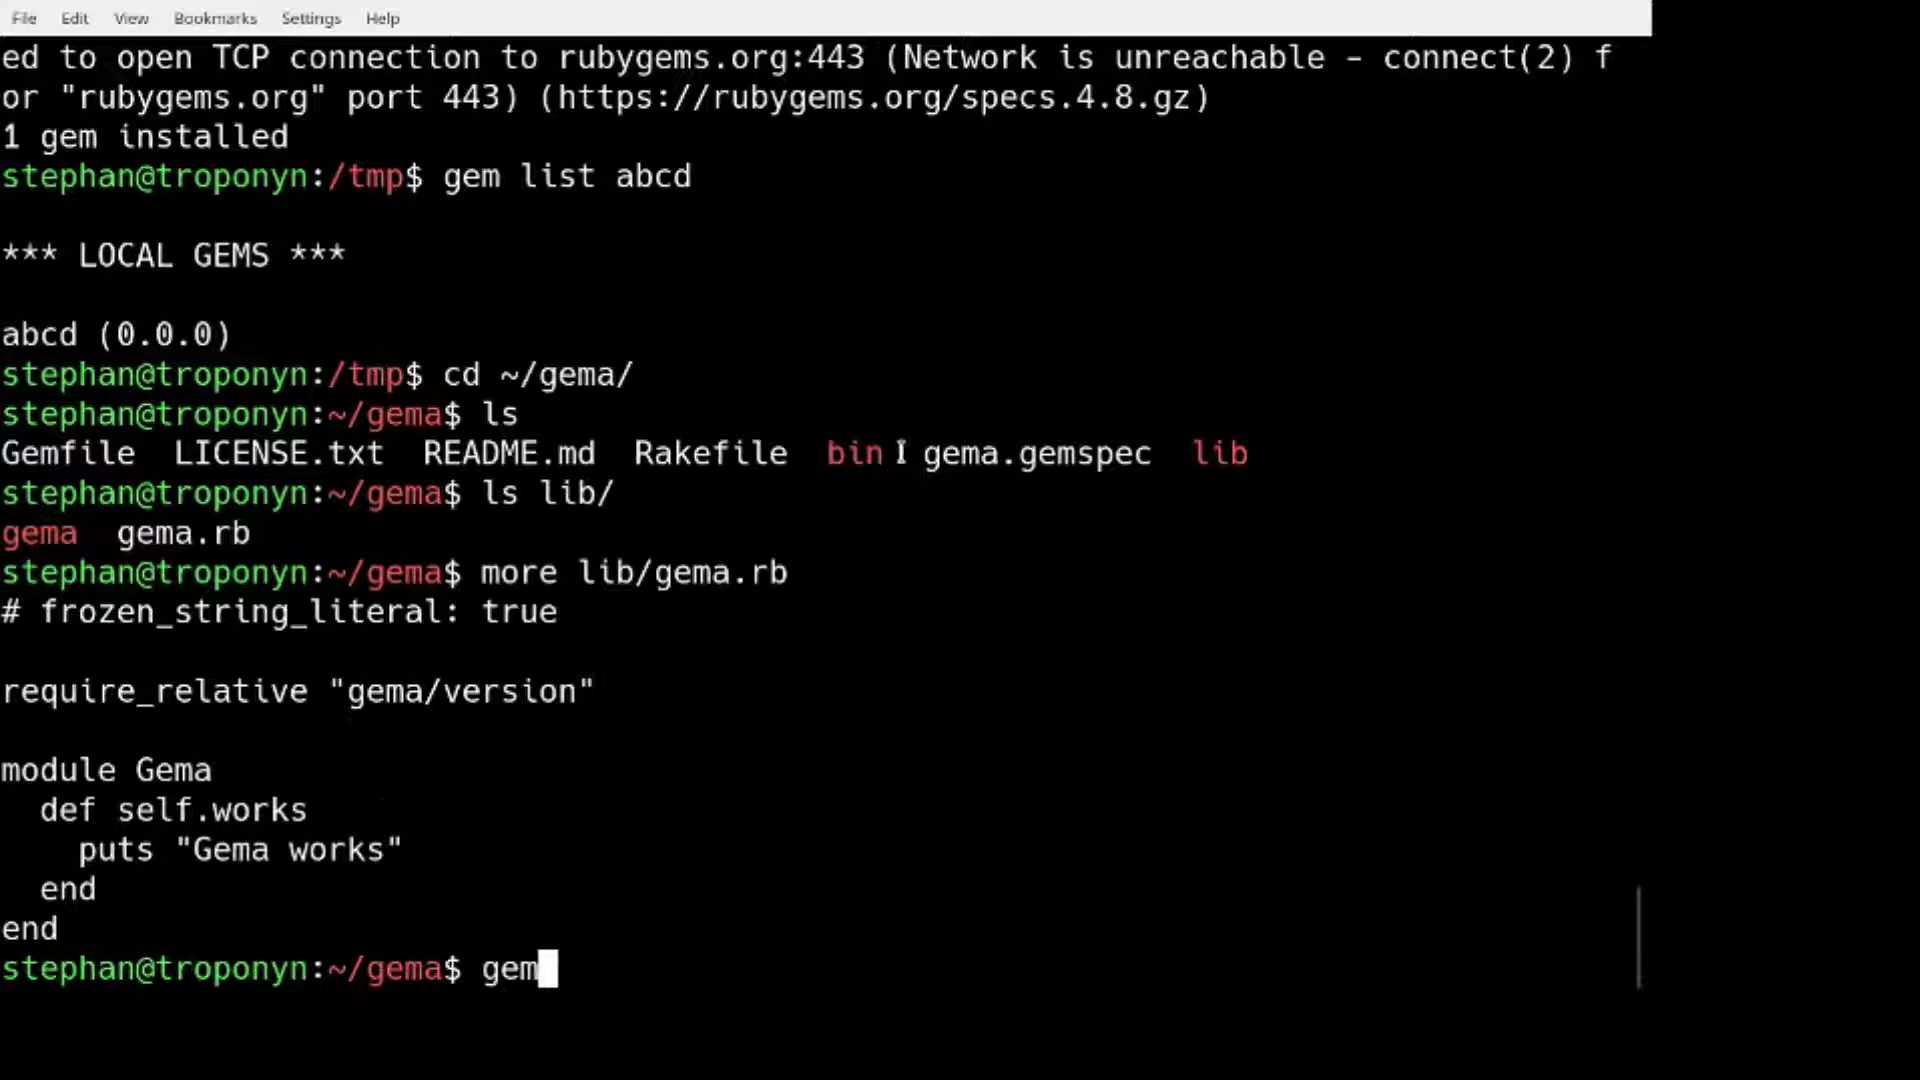 File Edit View Bookmarks Settings Help
ed to open TCP connection to rubygems.org:443 (Network is unreachable - connect(2) f
or "rubygems.org" port 443) (https://rubygems.org/specs.4.8.gz)
1 gem installed
stephan@troponyn:/tmp$ gem list abcd
*** LOCAL GEMS ***
abcd (0.0.0)
stephan@troponyn:/tmp$ cd ~/gema/
stephan@troponyn:~/gema$ ls
Gemfile LICENSE.txt README.md Rakefile bin gema.gemspec lib
stephan@troponyn:~/gema$ ls lib/
gema gema.rb
stephan@troponyn:~/gema$ more lib/gema.rb
# frozen_string_literal: true
require_relative "gema/version"
module Gema
  def self.works
    puts "Gema works"
  end
end
stephan@troponyn:~/gema$ gem